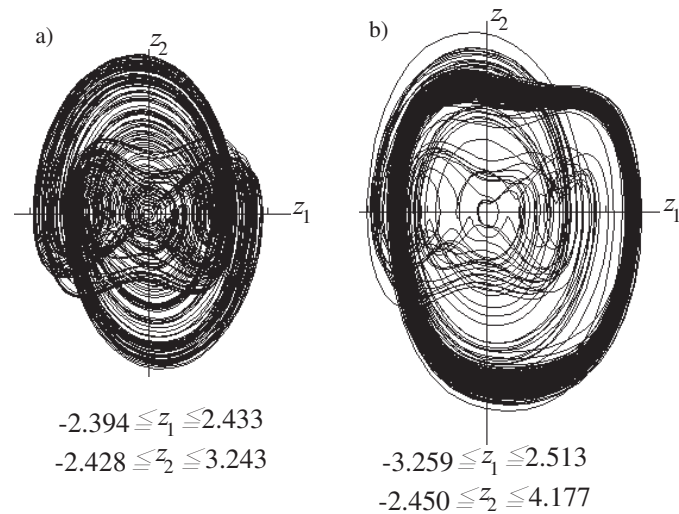 a)
z₂
z₁
-2.394 ≦ z₁ ≦ 2.433
-2.428 ≦ z₂ ≦ 3.243
b)
z₂
z₁
-3.259 ≦ z₁ ≦ 2.513
-2.450 ≦ z₂ ≦ 4.177